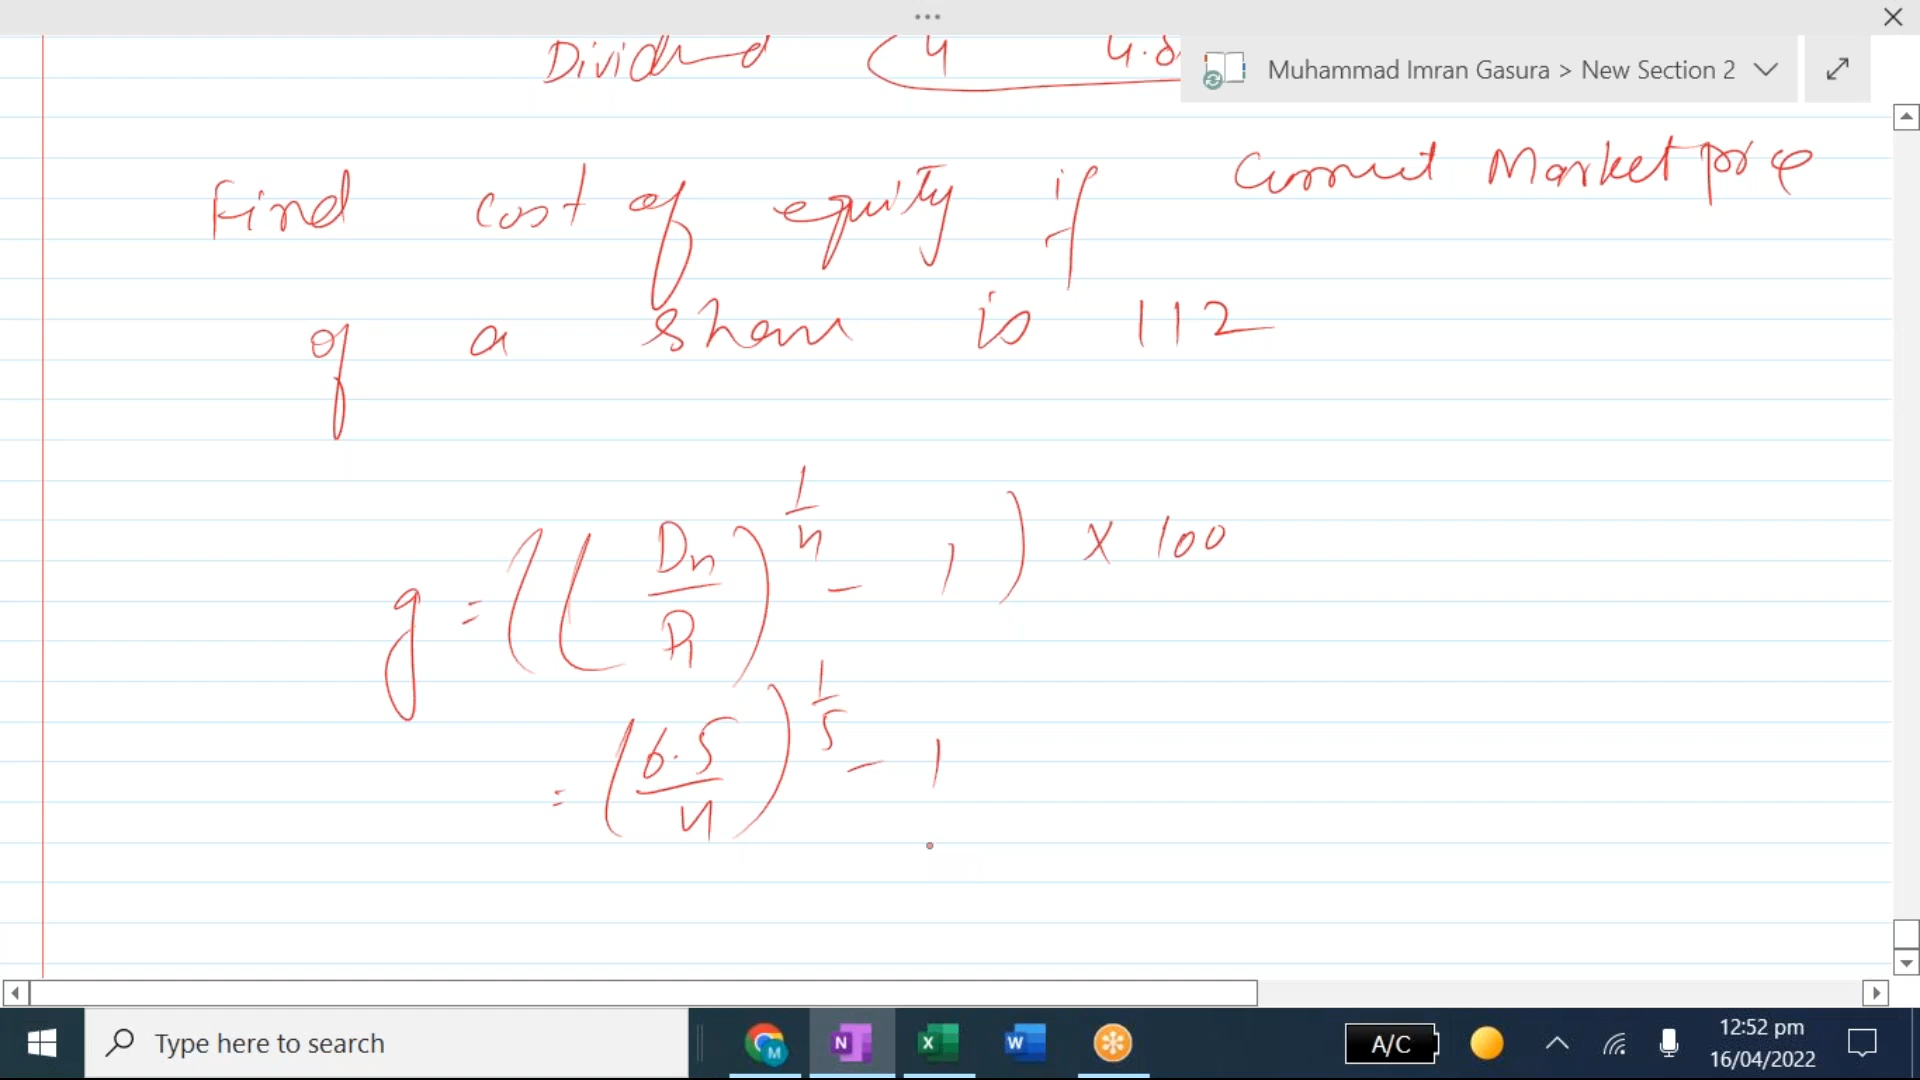 Dividend (4 4.8
Muhammad Imran Gasura > New Section 2
Find cost of equity if Current Market price
of a share is 112
g = ((Dn/D1)^1/n - 1) x 100
= (6.5/4)^1/5 - 1
Type here to search
A/C
12:52 pm
16/04/2022